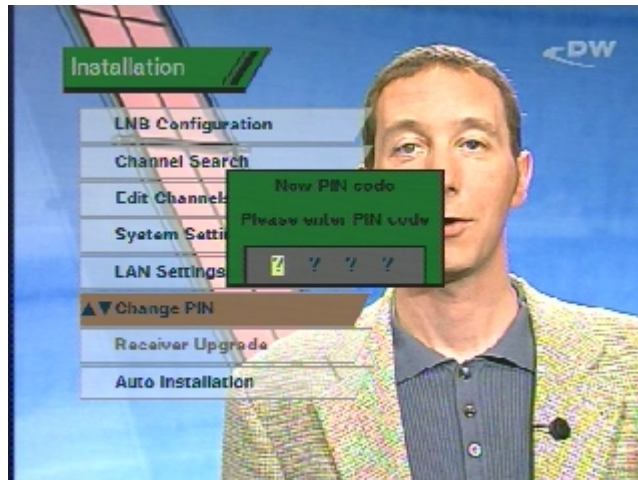 DW
Installation
LNB Configuration
Channel Search
Edit Channels
System Setti
LAN Settings
Change PIN
Receiver Upgrade
Auto Installation
New PIN code
Please enter PIN code
? ? ? ?